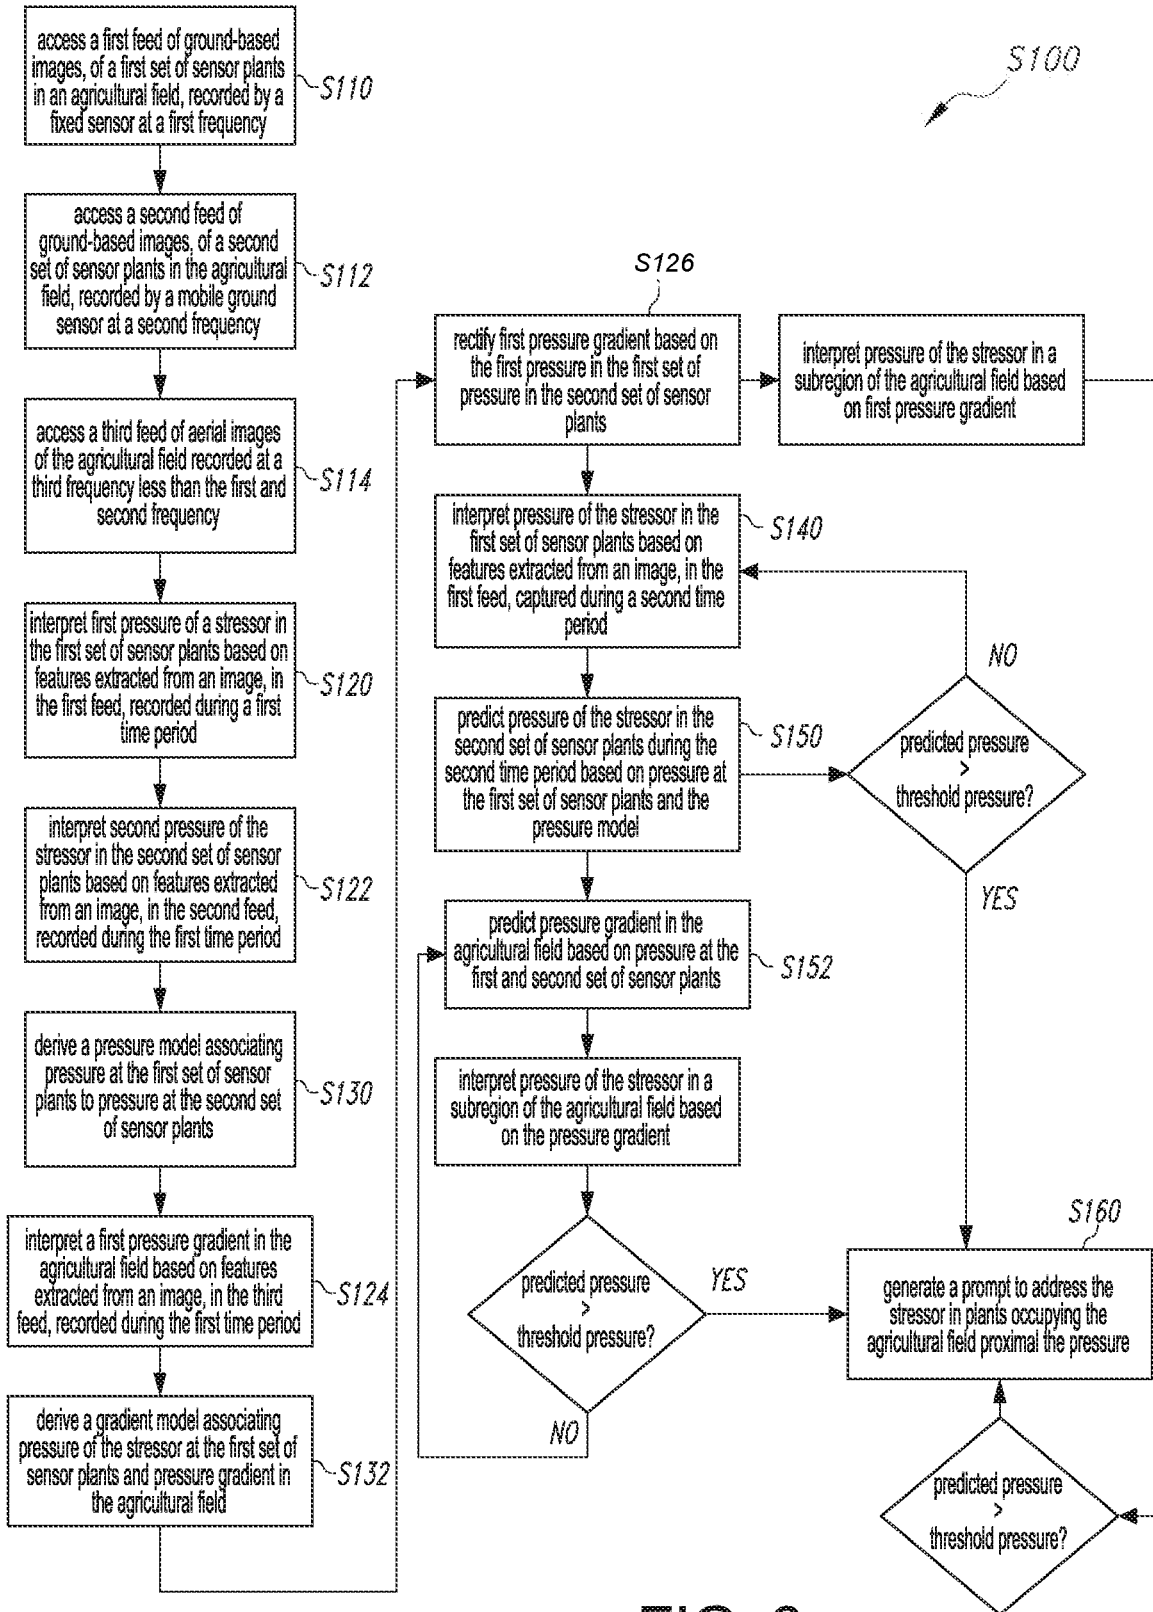 S100
access a first feed of ground-based
images, of a first set of sensor plants
in an agricultural field, recorded by a
fixed sensor at a first frequency
S110
access a second feed of
ground-based images, of a second
set of sensor plants in the agricultural
field, recorded by a mobile ground
sensor at a second frequency
S112
access a third feed of aerial images
of the agricultural field recorded at a
third frequency less than the first and
second frequency
S114
interpret first pressure of a stressor in
the first set of sensor plants based on
features extracted from an image, in
the first feed, recorded during a first
time period
S120
interpret second pressure of the
stressor in the second set of sensor
plants based on features extracted
from an image, in the second feed,
recorded during the first time period
S122
derive a pressure model associating
pressure at the first set of sensor
plants to pressure at the second set
of sensor plants
S130
interpret a first pressure gradient in the
agricultural field based on features
extracted from an image, in the third
feed, recorded during the first time period
S124
derive a gradient model associating
pressure of the stressor at the first set of
sensor plants and pressure gradient in
the agricultural field
S132
S126
rectify first pressure gradient based on
the first pressure in the first set of
pressure in the second set of sensor
plants
interpret pressure of the stressor in a
subregion of the agricultural field based
on first pressure gradient
interpret pressure of the stressor in the
first set of sensor plants based on
features extracted from an image, in the
first feed, captured during a second time
period
S140
predict pressure of the stressor in the
second set of sensor plants during the
second time period based on pressure at
the first set of sensor plants and the
pressure model
S150
NO
predicted pressure
>
threshold pressure?
YES
predict pressure gradient in the
agricultural field based on pressure at the
first and second set of sensor plants
S152
interpret pressure of the stressor in a
subregion of the agricultural field based
on the pressure gradient
predicted pressure
>
threshold pressure?
YES
NO
S160
generate a prompt to address the
stressor in plants occupying the
agricultural field proximal the pressure
predicted pressure
>
threshold pressure?